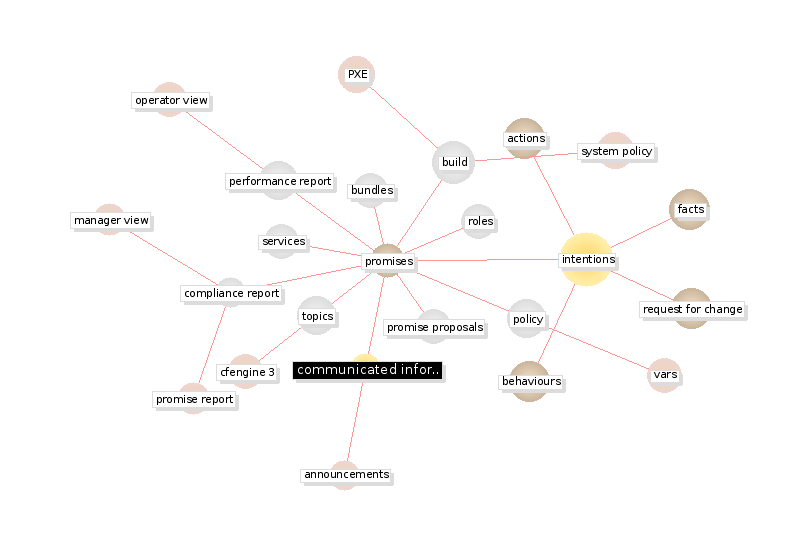 PXE
operator view
actions
system policy
build
performance report
bundles
facts
manager view
roles
services
promises
intentions
compliance report
request for change
topics
promise proposals
policy
cfengine 3
communicated infor..
behaviours
vars
promise report
announcements